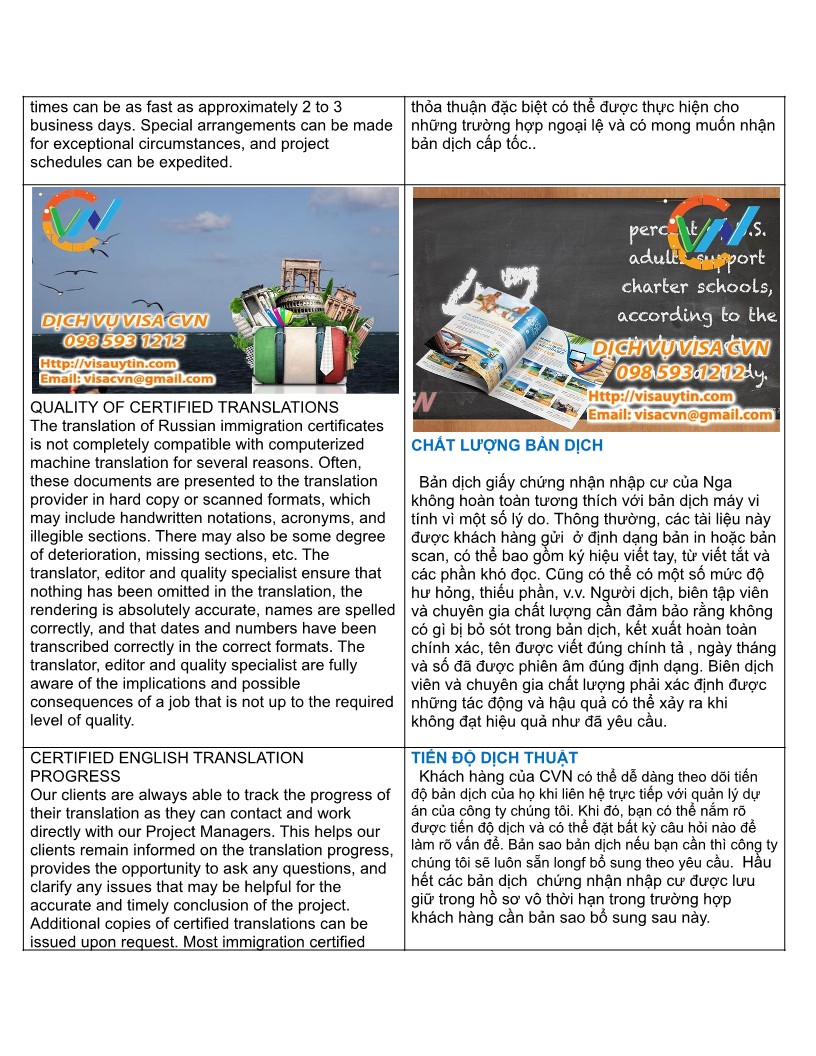 times can be as fast as approximately 2 to 3
business days. Special arrangements can be made
for exceptional circumstances, and project
schedules can be expedited.
thỏa thuận đặc biệt có thể được thực hiện cho
những trường hợp ngoại lệ và có mong muốn nhận
bản dịch cấp tốc..
CVN
DỊCH VỤ VISA CVN
098 593 1212
Http://visauytin.com
Email: visacvn@gmail.com
QUALITY OF CERTIFIED TRANSLATIONS
The translation of Russian immigration certificates
is not completely compatible with computerized
machine translation for several reasons. Often,
these documents are presented to the translation
provider in hard copy or scanned formats, which
may include handwritten notations, acronyms, and
illegible sections. There may also be some degree
of deterioration, missing sections, etc. The
translator, editor and quality specialist ensure that
nothing has been omitted in the translation, the
rendering is absolutely accurate, names are spelled
correctly, and that dates and numbers have been
transcribed correctly in the correct formats. The
translator, editor and quality specialist are fully
aware of the implications and possible
consequences of a job that is not up to the required
level of quality.
CVN
U.S.
adults support
charter schools,
according to the
DỊCH VỤ VISA CVN
098 593 1212
Http://visauytin.com
Email: visacvn@gmail.com
CHẤT LƯỢNG BẢN DỊCH
Bản dịch giấy chứng nhận nhập cư của Nga
không hoàn toàn tương thích với bản dịch máy vi
tính vì một số lý do. Thông thường, các tài liệu này
được khách hàng gửi ở định dạng bản in hoặc bản
scan, có thể bao gồm ký hiệu viết tay, từ viết tắt và
các phần khó đọc. Cũng có thể có một số mức độ
hư hỏng, thiếu phần, v.v. Người dịch, biên tập viên
và chuyên gia chất lượng cần đảm bảo rằng không
có gì bị bỏ sót trong bản dịch, kết xuất hoàn toàn
chính xác, tên được viết đúng chính tả , ngày tháng
và số đã được phiên âm đúng định dạng. Biên dịch
viên và chuyên gia chất lượng phải xác định được
những tác động và hậu quả có thể xảy ra khi
không đạt hiệu quả như đã yêu cầu.
CERTIFIED ENGLISH TRANSLATION
PROGRESS
Our clients are always able to track the progress of
their translation as they can contact and work
directly with our Project Managers. This helps our
clients remain informed on the translation progress,
provides the opportunity to ask any questions, and
clarify any issues that may be helpful for the
accurate and timely conclusion of the project.
Additional copies of certified translations can be
issued upon request. Most immigration certified
TIẾN ĐỘ DỊCH THUẬT
Khách hàng của CVN có thể dễ dàng theo dõi tiến
độ bản dịch của họ khi liên hệ trực tiếp với quản lý dự
án của công ty chúng tôi. Khi đó, bạn có thể nắm rõ
được tiến độ dịch và có thể đặt bất kỳ câu hỏi nào để
làm rõ vấn đề. Bản sao bản dịch nếu bạn cần thì công ty
chúng tôi sẽ luôn sẵn longf bổ sung theo yêu cầu. Hầu
hết các bản dịch chứng nhận nhập cư được lưu
giữ trong hồ sơ vô thời hạn trong trường hợp
khách hàng cần bản sao bổ sung sau này.